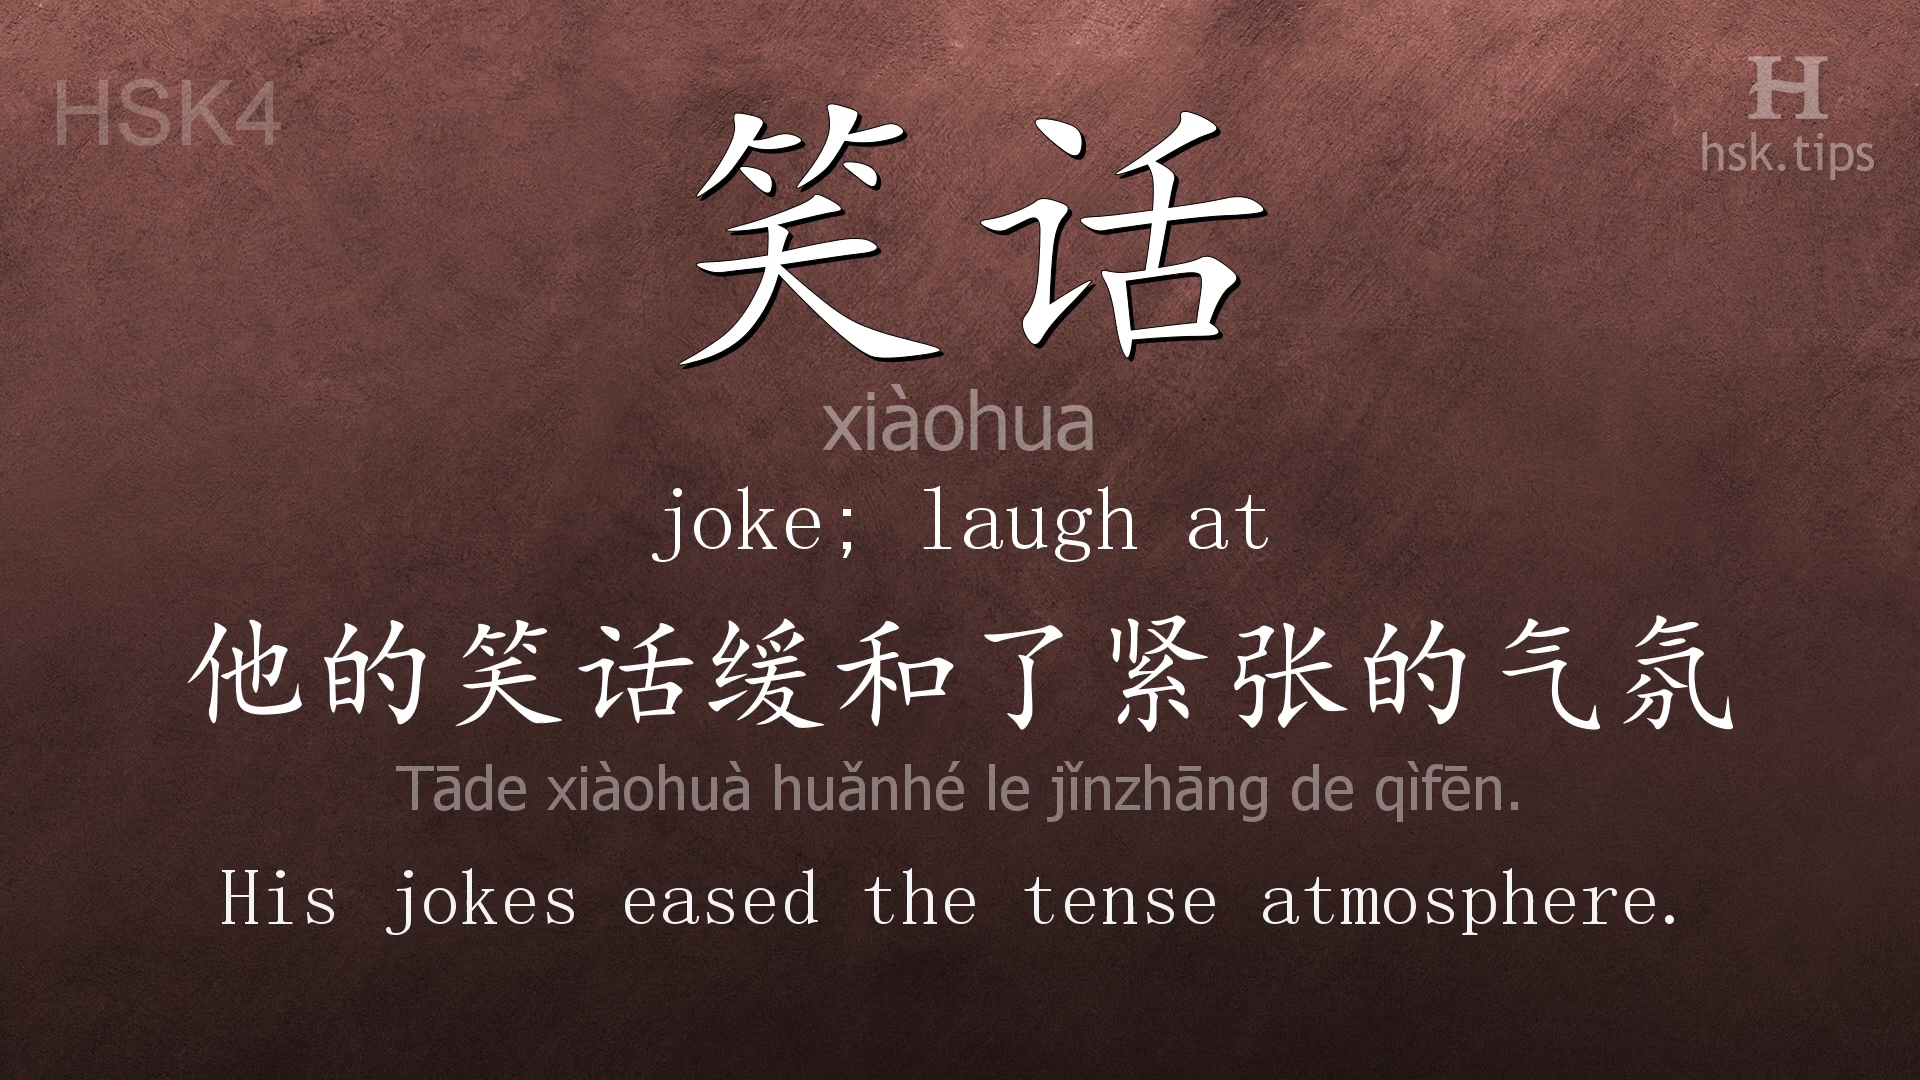 HSK4
H
hsk.tips
笑话
xiàohua
joke; laugh at
他的笑话缓和了紧张的气氛
Tāde xiàohuà huǎnhé le jǐnzhāng de qìfēn.
His jokes eased the tense atmosphere.